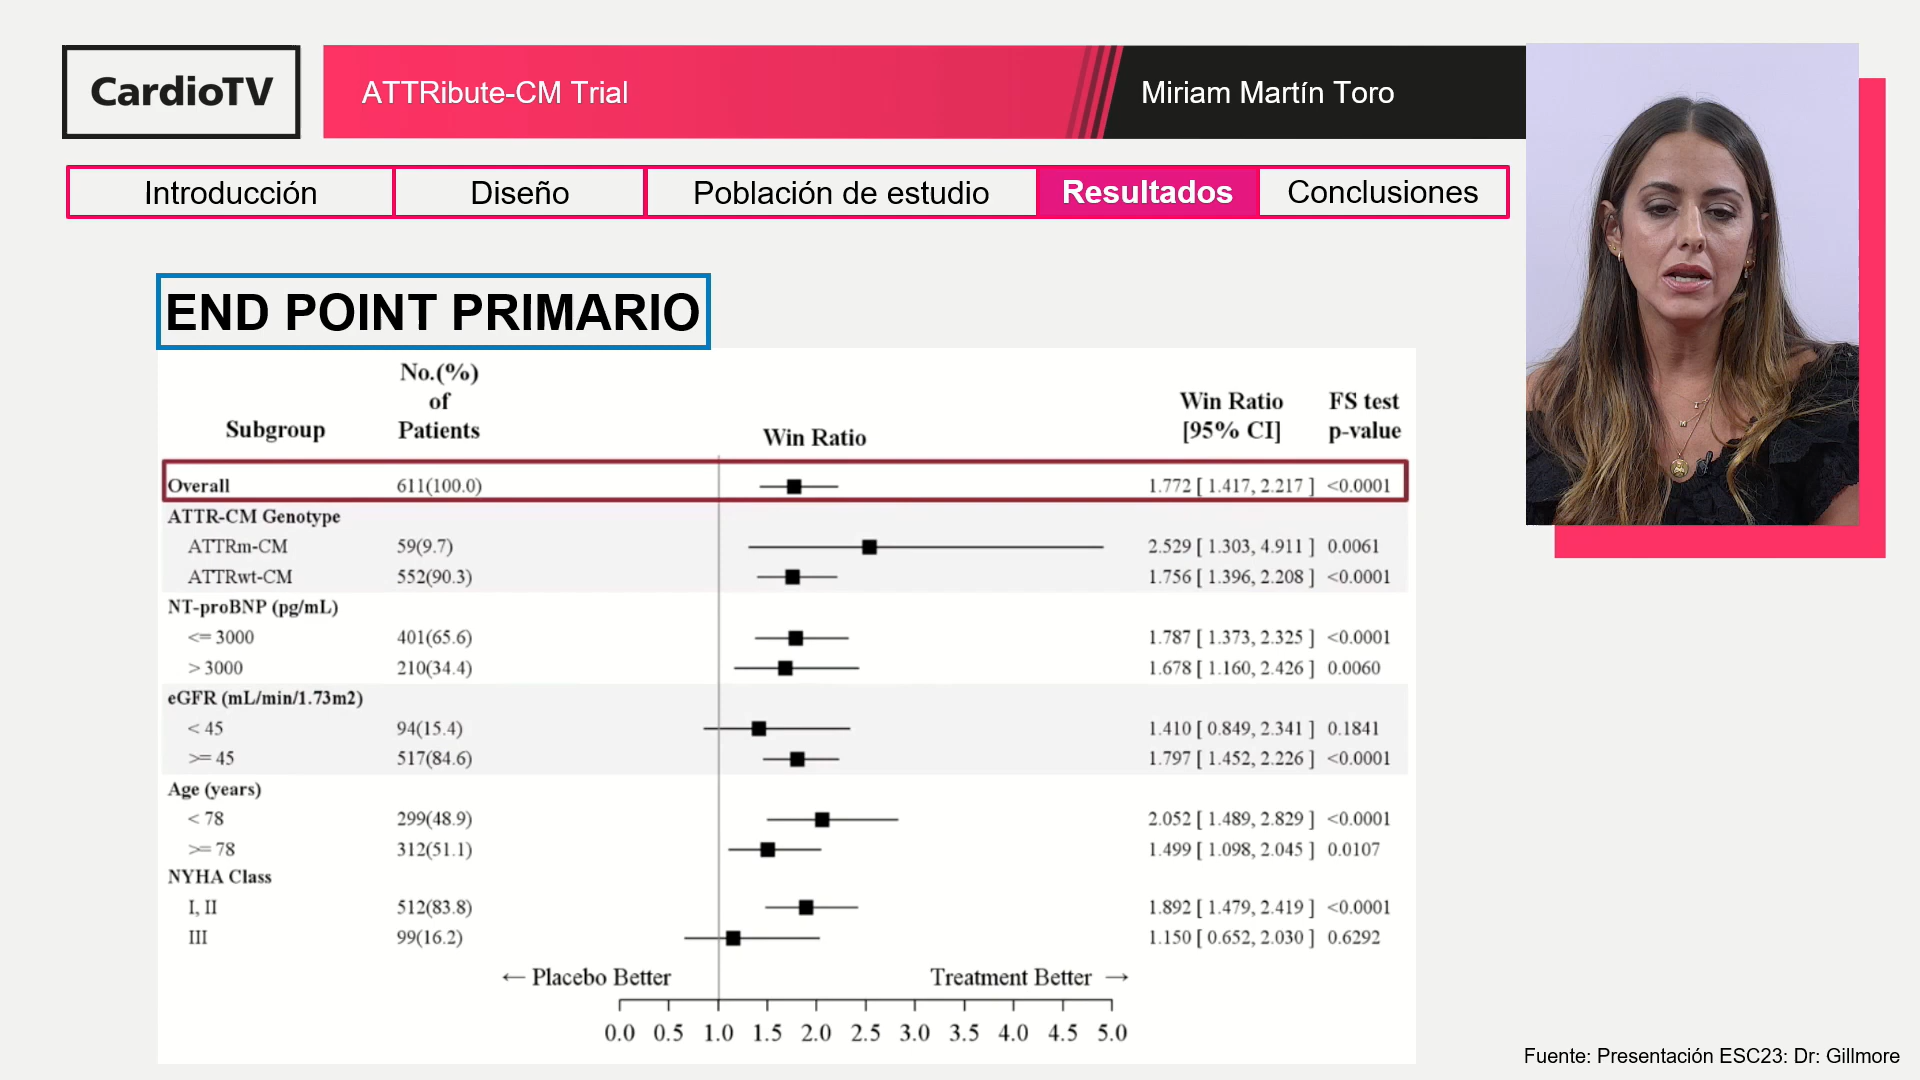 CardioTV
ATTRibute-CM Trial
Miriam Martín Toro
Introducción
Diseño
Población de estudio
Resultados
Conclusiones
END POINT PRIMARIO
Subgroup
No.(%)
of
Patients
Win Ratio
Win Ratio
[95% CI]
FS test
p-value
Overall 611(100.0) 1.772 [ 1.417, 2.217 ] <0.0001
ATTR-CM Genotype
ATTRm-CM 59(9.7) 2.529 [ 1.303, 4.911 ] 0.0061
ATTRwt-CM 552(90.3) 1.756 [ 1.396, 2.208 ] <0.0001
NT-proBNP (pg/mL)
<= 3000 401(65.6) 1.787 [ 1.373, 2.325 ] <0.0001
> 3000 210(34.4) 1.678 [ 1.160, 2.426 ] 0.0060
eGFR (mL/min/1.73m2)
< 45 94(15.4) 1.410 [ 0.849, 2.341 ] 0.1841
>= 45 517(84.6) 1.797 [ 1.452, 2.226 ] <0.0001
Age (years)
< 78 299(48.9) 2.052 [ 1.489, 2.829 ] <0.0001
>= 78 312(51.1) 1.499 [ 1.098, 2.045 ] 0.0107
NYHA Class
I, II 512(83.8) 1.892 [ 1.479, 2.419 ] <0.0001
III 99(16.2) 1.150 [ 0.652, 2.030 ] 0.6292
← Placebo Better Treatment Better →
0.0 0.5 1.0 1.5 2.0 2.5 3.0 3.5 4.0 4.5 5.0
Fuente: Presentación ESC23: Dr: Gillmore